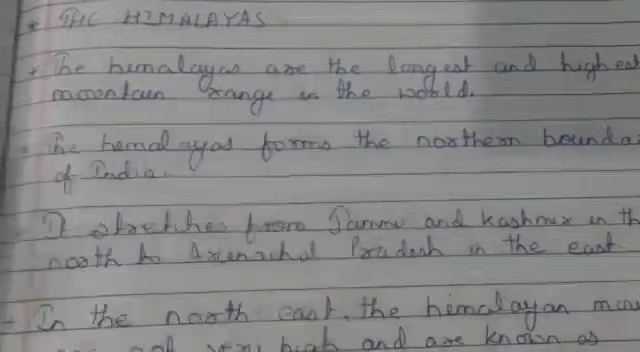 * THE HIMALAYAS
* The himalayas are the longest and highest
mountain range in the world.
The himalayas forms the northern bounda
of India.
It stretches from Jammu and Kashmir in th
north to Arunachal Pradesh in the east
- In the north east, the himalayan moun
very high and are known as